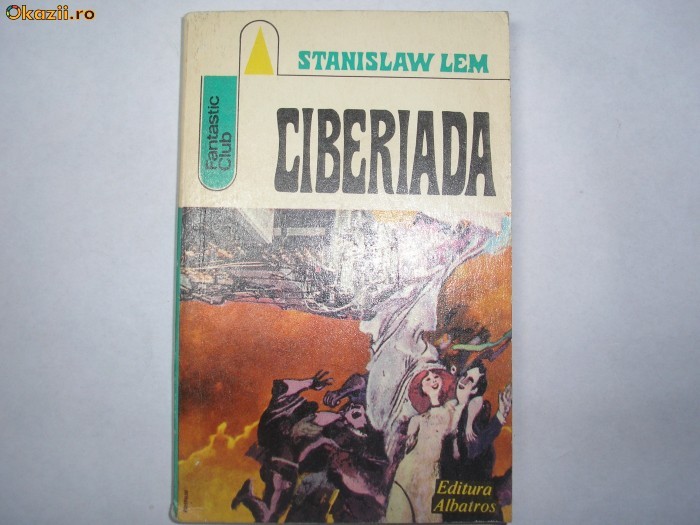 Okazii.ro
STANISLAW LEM
Fantastic
Club
CIBERIADA
Editura
Albatros